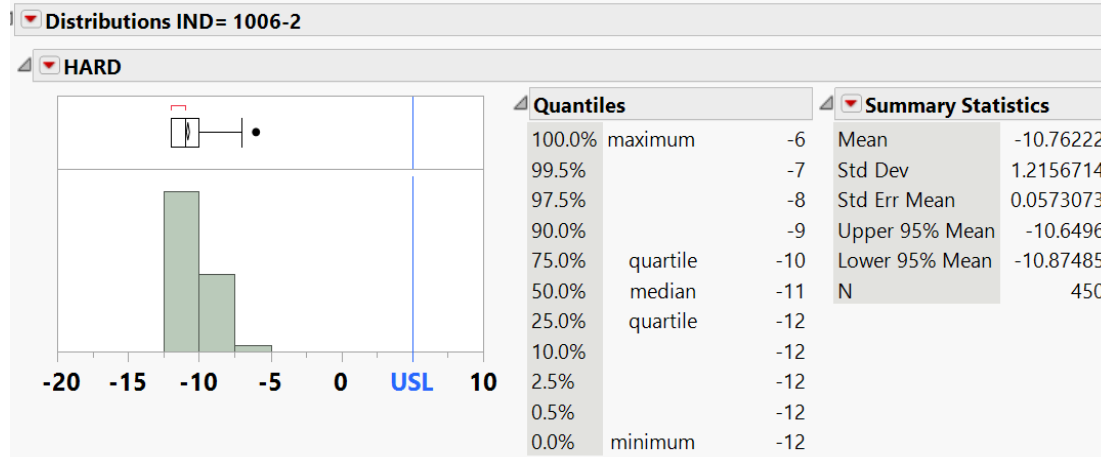 Distributions IND= 1006-2
HARD
-20 -15 -10 -5 0 USL 10
Quantiles
100.0% maximum -6
99.5% -7
97.5% -8
90.0% -9
75.0% quartile -10
50.0% median -11
25.0% quartile -12
10.0% -12
2.5% -12
0.5% -12
0.0% minimum -12
Summary Statistics
Mean -10.76222
Std Dev 1.2156714
Std Err Mean 0.0573073
Upper 95% Mean -10.6496
Lower 95% Mean -10.87485
N 450